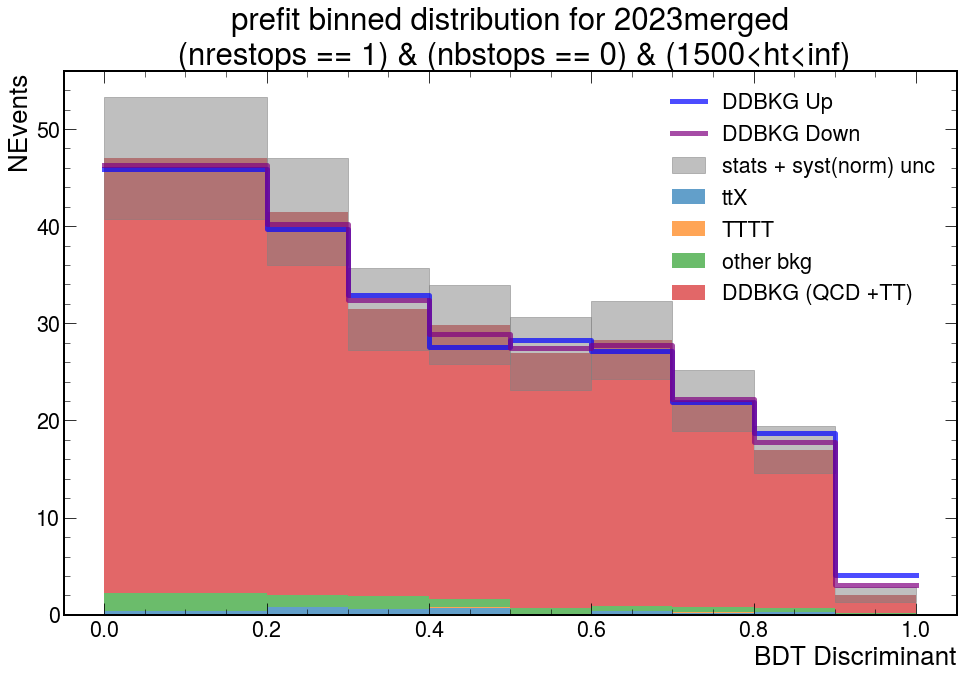 prefit binned distribution for 2023merged
(nrestops == 1) & (nbstops == 0) & (1500<ht<inf)
NEvents
50
40
30
20
10
0
DDBKG Up
DDBKG Down
stats + syst(norm) unc
ttX
TTTT
other bkg
DDBKG (QCD +TT)
0.0 0.2 0.4 0.6 0.8 1.0
BDT Discriminant